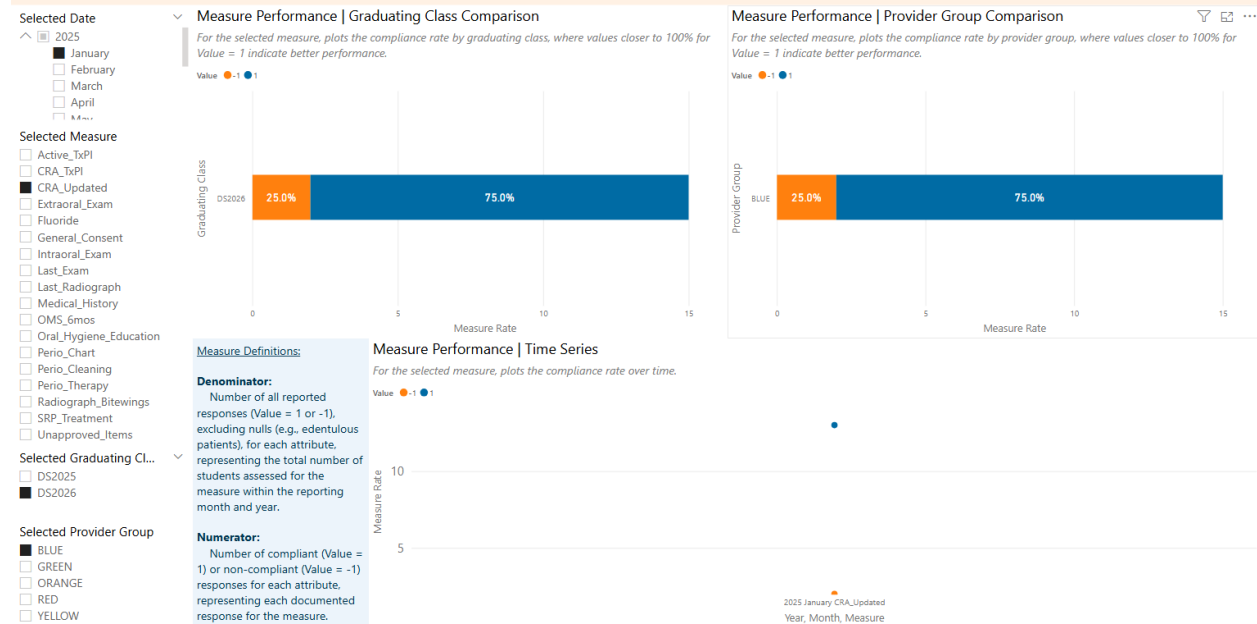 Selected Date
2025
January
February
March
April
May
Selected Measure
Active_TxPl
CRA_TxPl
CRA_Updated
Extraoral_Exam
Fluoride
General_Consent
Intraoral_Exam
Last_Exam
Last_Radiograph
Medical_History
OMS_6mos
Oral_Hygiene_Education
Perio_Chart
Perio_Cleaning
Perio_Therapy
Radiograph_Bitewings
SRP_Treatment
Unapproved_Items
Selected Graduating Cl...
DS2025
DS2026
Selected Provider Group
BLUE
GREEN
ORANGE
RED
YELLOW
Measure Performance | Graduating Class Comparison
For the selected measure, plots the compliance rate by graduating class, where values closer to 100% for
Value = 1 indicate better performance.
Value -1 1
Graduating Class
DS2026
25.0%
75.0%
0 5 10 15
Measure Rate
Measure Performance | Provider Group Comparison
For the selected measure, plots the compliance rate by provider group, where values closer to 100% for
Value = 1 indicate better performance.
Value -1 1
Provider Group
BLUE
25.0%
75.0%
0 5 10 15
Measure Rate
Measure Definitions:
Denominator:
Number of all reported
responses (Value = 1 or -1),
excluding nulls (e.g., edentulous
patients), for each attribute,
representing the total number of
students assessed for the
measure within the reporting
month and year.
Numerator:
Number of compliant (Value =
1) or non-compliant (Value = -1)
responses for each attribute,
representing each documented
response for the measure.
Measure Performance | Time Series
For the selected measure, plots the compliance rate over time.
Value -1 1
Measure Rate
10
5
2025 January CRA_Updated
Year, Month, Measure